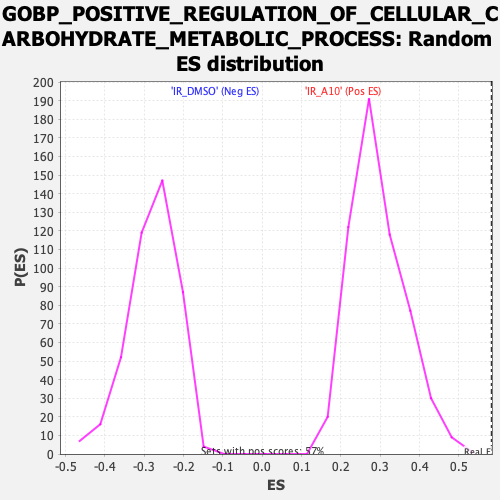 GOBP_POSITIVE_REGULATION_OF_CELLULAR_C
ARBOHYDRATE_METABOLIC_PROCESS: Random
ES distribution
'IR_DMSO' (Neg ES) 'IR_A10' (Pos ES)
200
190
180
170
160
150
140
130
120
110
100
90
80
70
60
50
40
30
20
10
0
P(ES)
Sets with pos scores: 57%
Real E
-0.5 -0.4 -0.3 -0.2 -0.1 0.0 0.1 0.2 0.3 0.4 0.5
ES